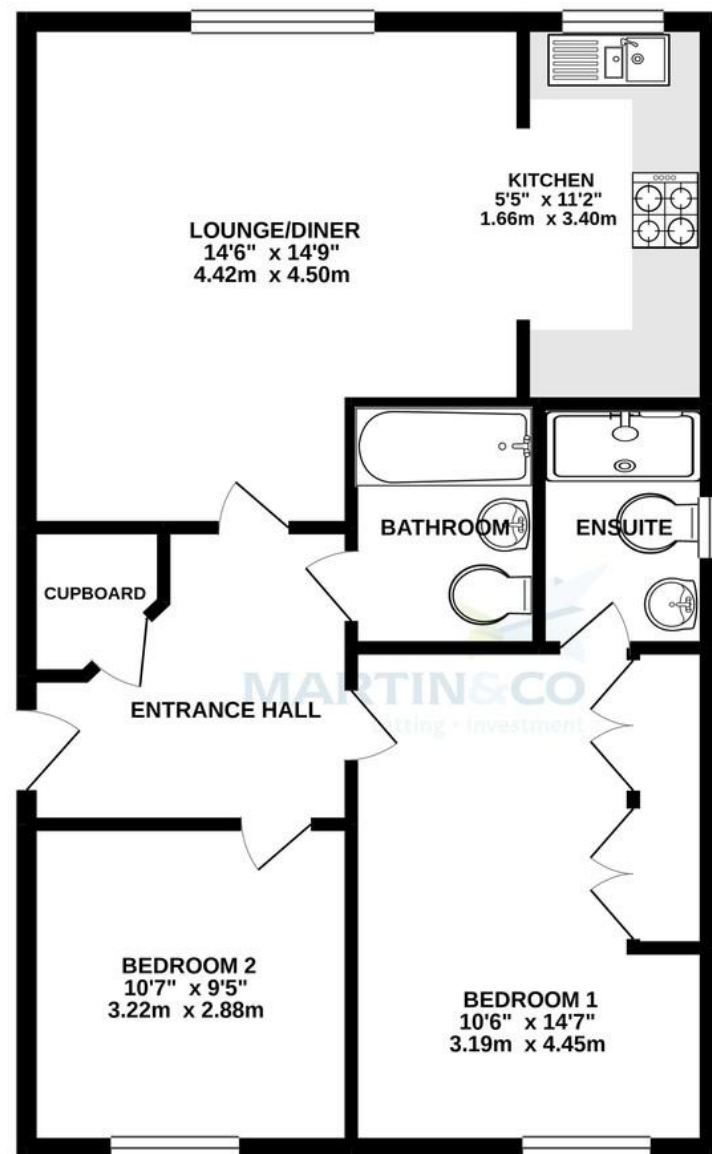 KITCHEN
5'5" x 11'2"
1.66m x 3.40m
LOUNGE/DINER
14'6" x 14'9"
4.42m x 4.50m
BATHROOM
ENSUITE
CUPBOARD
MARTIN&CO
letting • investment
ENTRANCE HALL
BEDROOM 2
10'7" x 9'5"
3.22m x 2.88m
BEDROOM 1
10'6" x 14'7"
3.19m x 4.45m